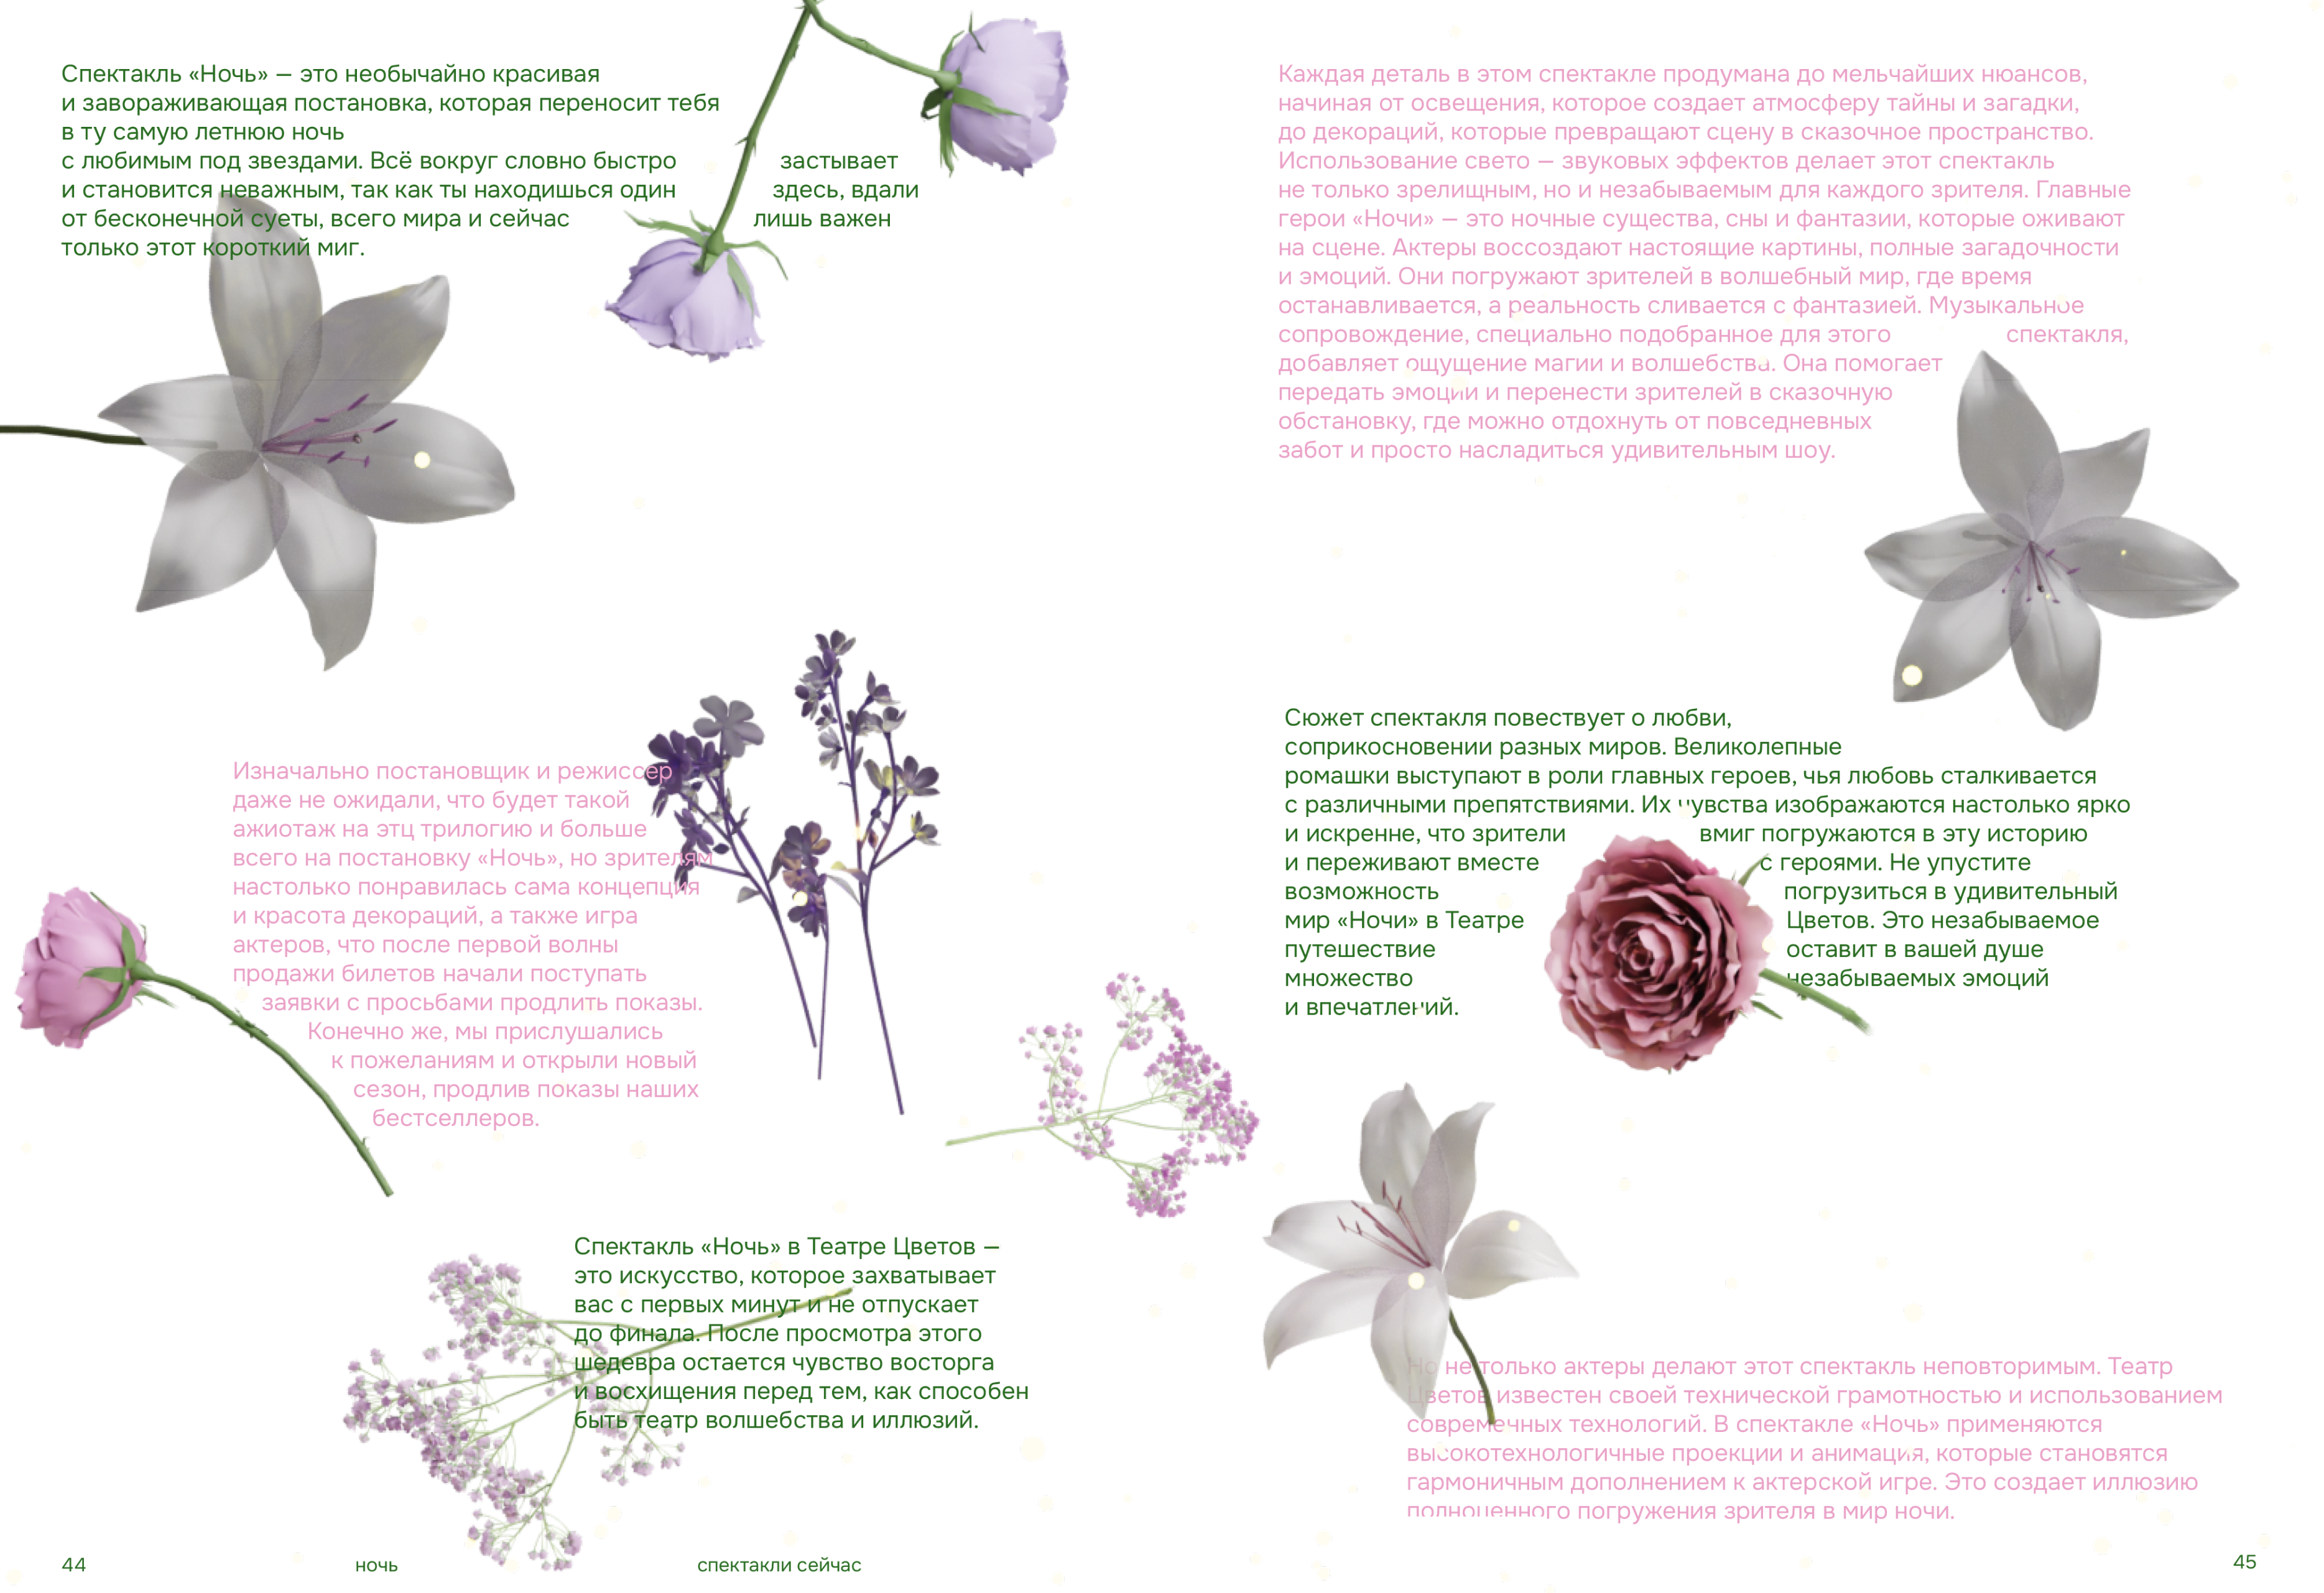 Спектакль «Ночь» — это необычайно красивая
и завораживающая постановка, которая переносит тебя
в ту самую летнюю ночь
с любимым под звездами. Всё вокруг словно быстро застывает
и становится неважным, так как ты находишься один здесь, вдали
от бесконечной суеты, всего мира и сейчас лишь важен
только этот короткий миг.
Изначально постановщик и режиссер
даже не ожидали, что будет такой
ажиотаж на этц трилогию и больше
всего на постановку «Ночь», но зрителям
настолько понравилась сама концепция
и красота декораций, а также игра
актеров, что после первой волны
продажи билетов начали поступать
заявки с просьбами продлить показы.
Конечно же, мы прислушались
к пожеланиям и открыли новый
сезон, продлив показы наших
бестселлеров.
Спектакль «Ночь» в Театре Цветов —
это искусство, которое захватывает
вас с первых минут и не отпускает
до финала. После просмотра этого
шедевра остается чувство восторга
и восхищения перед тем, как способен
быть театр волшебства и иллюзий.
44 ночь спектакли сейчас
Каждая деталь в этом спектакле продумана до мельчайших нюансов,
начиная от освещения, которое создает атмосферу тайны и загадки,
до декораций, которые превращают сцену в сказочное пространство.
Использование свето — звуковых эффектов делает этот спектакль
не только зрелищным, но и незабываемым для каждого зрителя. Главные
герои «Ночи» — это ночные существа, сны и фантазии, которые оживают
на сцене. Актеры воссоздают настоящие картины, полные загадочности
и эмоций. Они погружают зрителей в волшебный мир, где время
останавливается, а реальность сливается с фантазией. Музыкальное
сопровождение, специально подобранное для этого спектакля,
добавляет ощущение магии и волшебства. Она помогает
передать эмоции и перенести зрителей в сказочную
обстановку, где можно отдохнуть от повседневных
забот и просто насладиться удивительным шоу.
Сюжет спектакля повествует о любви,
соприкосновении разных миров. Великолепные
ромашки выступают в роли главных героев, чья любовь сталкивается
с различными препятствиями. Их чувства изображаются настолько ярко
и искренне, что зрители вмиг погружаются в эту историю
и переживают вместе с героями. Не упустите
возможность погрузиться в удивительный
мир «Ночи» в Театре Цветов. Это незабываемое
путешествие оставит в вашей душе
множество незабываемых эмоций
и впечатлений.
Но не только актеры делают этот спектакль неповторимым. Театр
Цветов известен своей технической грамотностью и использованием
современных технологий. В спектакле «Ночь» применяются
высокотехнологичные проекции и анимация, которые становятся
гармоничным дополнением к актерской игре. Это создает иллюзию
полноценного погружения зрителя в мир ночи.
45